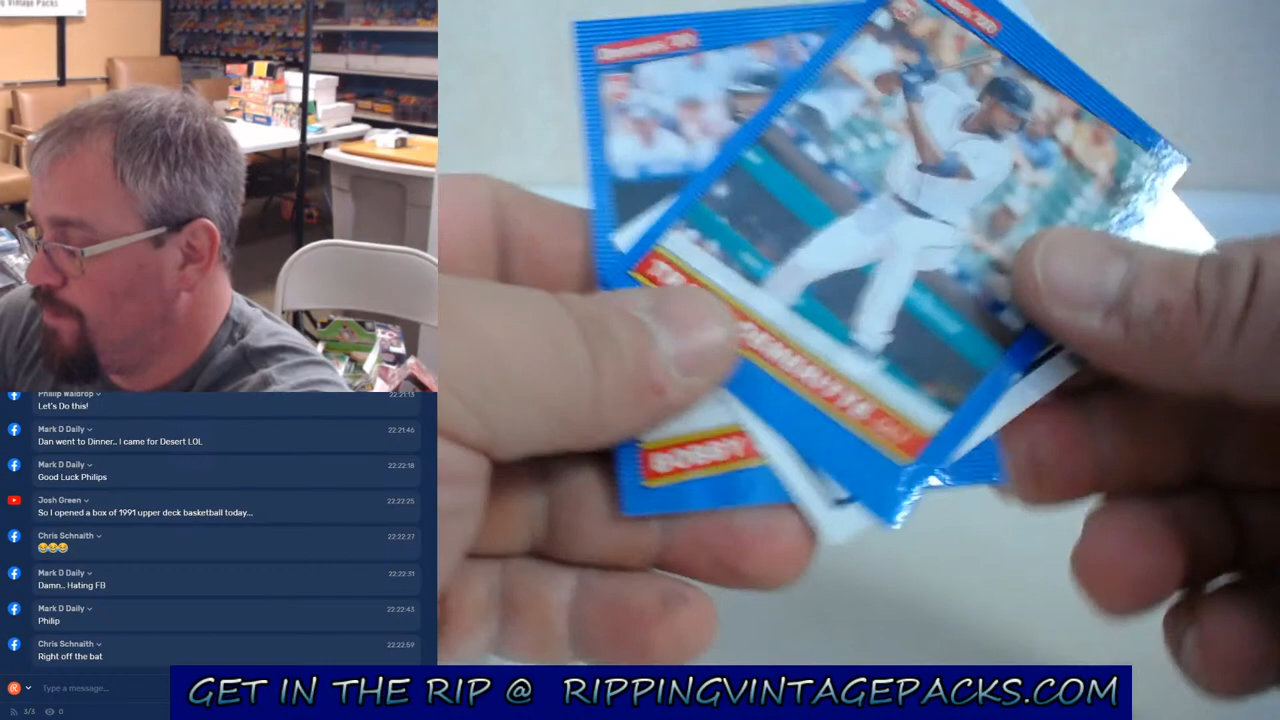 g Vintage Packs
Phillip Waldrop
22:21:13
Let's Do this!
Mark D Daily
22:21:46
Dan went to Dinner.. I came for Desert LOL
Mark D Daily
22:22:18
Good Luck Philips
Josh Green
22:22:25
So I opened a box of 1991 upper deck basketball today...
Chris Schnaith
22:22:27
😂😂😂
Mark D Daily
22:22:31
Damn.. Hating FB
Mark D Daily
22:22:43
Philip
Chris Schnaith
22:22:59
Right off the bat
Type a message...
3/3 0
BOBBY
GET IN THE RIP @ RIPPINGVINTAGEPACKS.COM